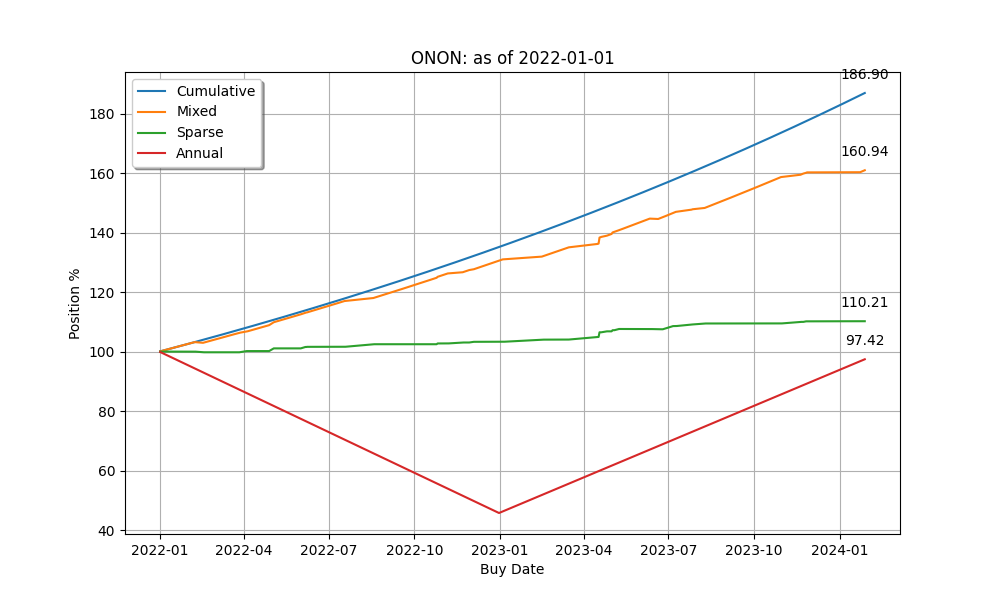 ONON: as of 2022-01-01
Cumulative
Mixed
Sparse
Annual
186.90
160.94
110.21
97.42
Position %
180
160
140
120
100
80
60
40
2022-01 2022-04 2022-07 2022-10 2023-01 2023-04 2023-07 2023-10 2024-01
Buy Date